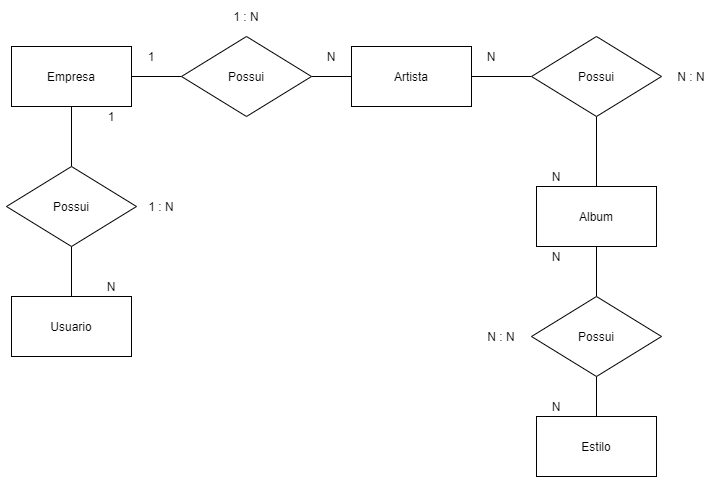 1 : N
1
N
N
Empresa
Possui
Artista
Possui
N : N
1
N
Possui
1 : N
Album
N
N
Usuario
N : N
Possui
N
Estilo